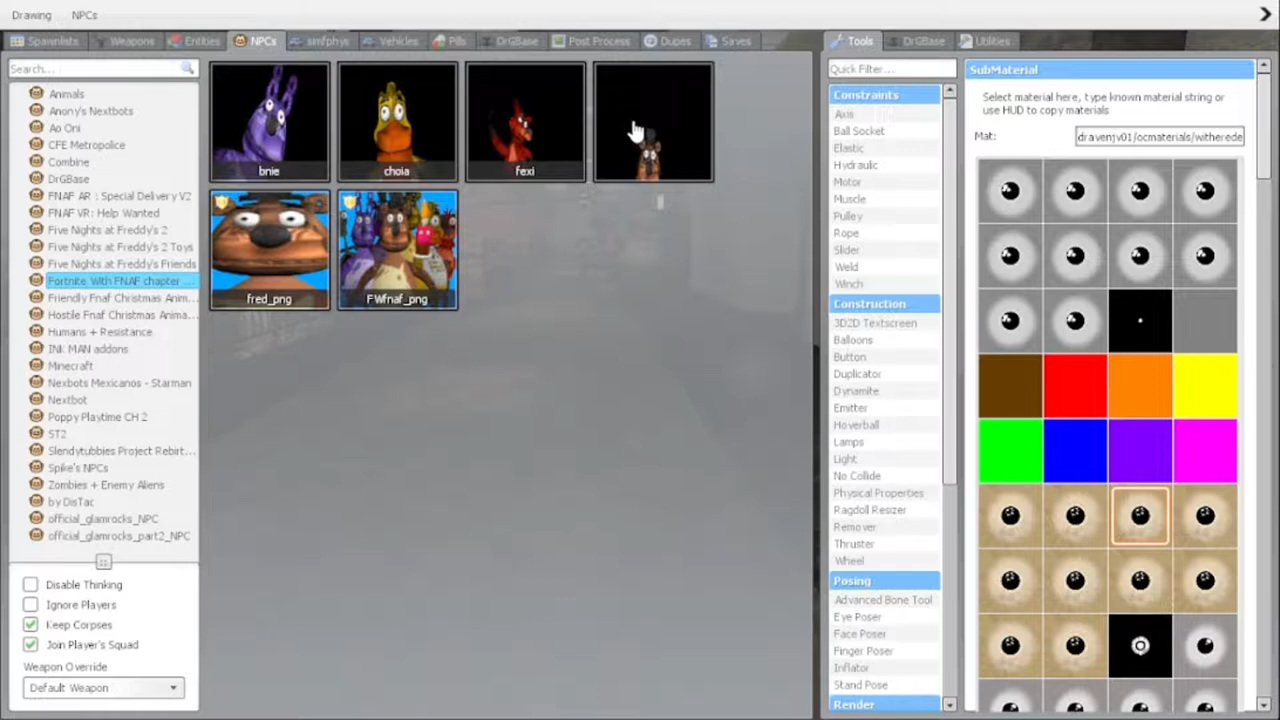 Drawing NPCs
Spawnlists Weapons Entities NPCs simfphys Vehicles Pills DrGBase Post Process Dupes Saves
Search...
Animals
Anony's Nextbots
Ao Oni
CFE Metropolice
Combine
DrGBase
FNAF AR : Special Delivery V2
FNAF VR: Help Wanted
Five Nights at Freddy's 2
Five Nights at Freddy's 2 Toys
Five Nights at Freddy's Friends
Fortnite With FNAF chapter ...
Friendly Fnaf Christmas Anim...
Hostile Fnaf Christmas Anima...
Humans + Resistance
INK MAN addons
Minecraft
Nexbots Mexicanos - Starman
Nextbot
Poppy Playtime CH 2
ST2
Slendytubbies Project Rebirt...
Spike's NPCs
Zombies + Enemy Aliens
by DisTac
official_glamrocks_NPC
official_glamrocks_part2_NPC
Disable Thinking
Ignore Players
Keep Corpses
Join Player's Squad
Weapon Override
Default Weapon
bnie
choia
fexi
fred_png
FWfnaf_png
Tools DrGBase Utilities
Quick Filter...
Constraints
Axis
Ball Socket
Elastic
Hydraulic
Motor
Muscle
Pulley
Rope
Slider
Weld
Winch
Construction
3D2D Textscreen
Balloons
Button
Duplicator
Dynamite
Emitter
Hoverball
Lamps
Light
No Collide
Physical Properties
Ragdoll Resizer
Remover
Thruster
Wheel
Posing
Advanced Bone Tool
Eye Poser
Face Poser
Finger Poser
Inflator
Stand Pose
Render
SubMaterial
Select material here, type known material string or
use HUD to copy materials
Mat: